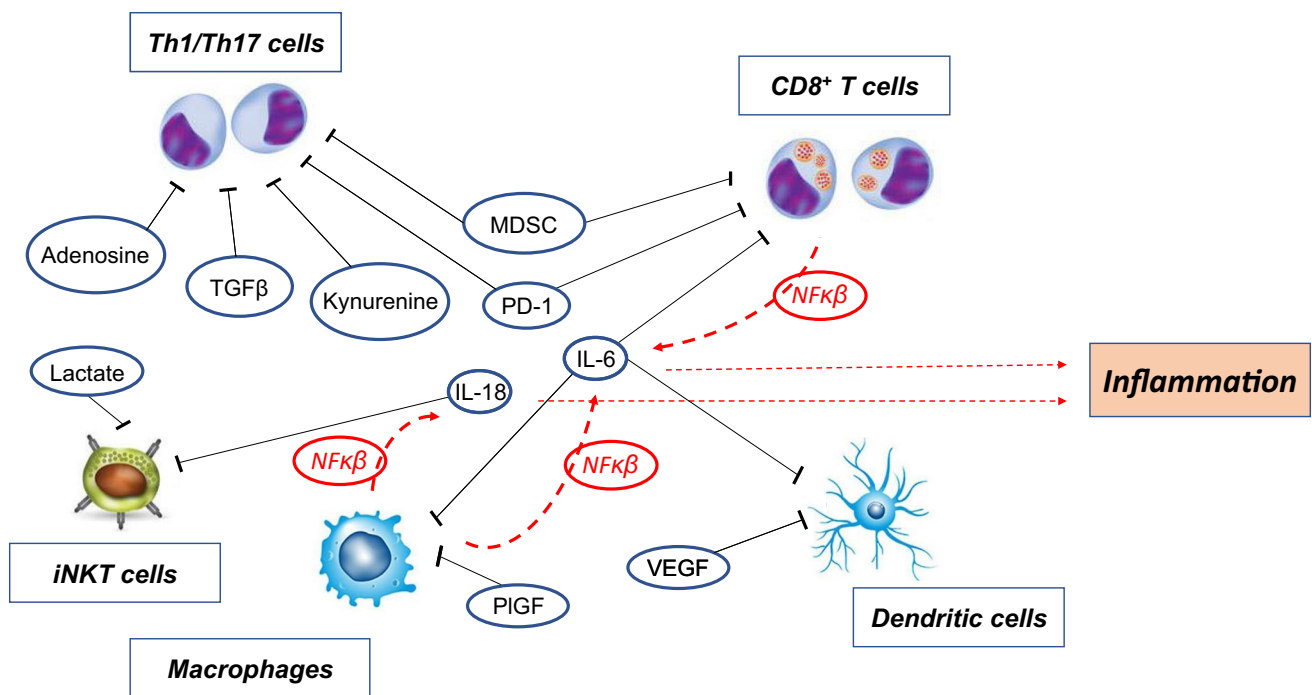 Th1/Th17 cells
CD8⁺ T cells
MDSC
Adenosine
TGFβ
Kynurenine
PD-1
NFκβ
IL-6
Lactate
IL-18
Inflammation
NFκβ
NFκβ
VEGF
iNKT cells
PlGF
Dendritic cells
Macrophages